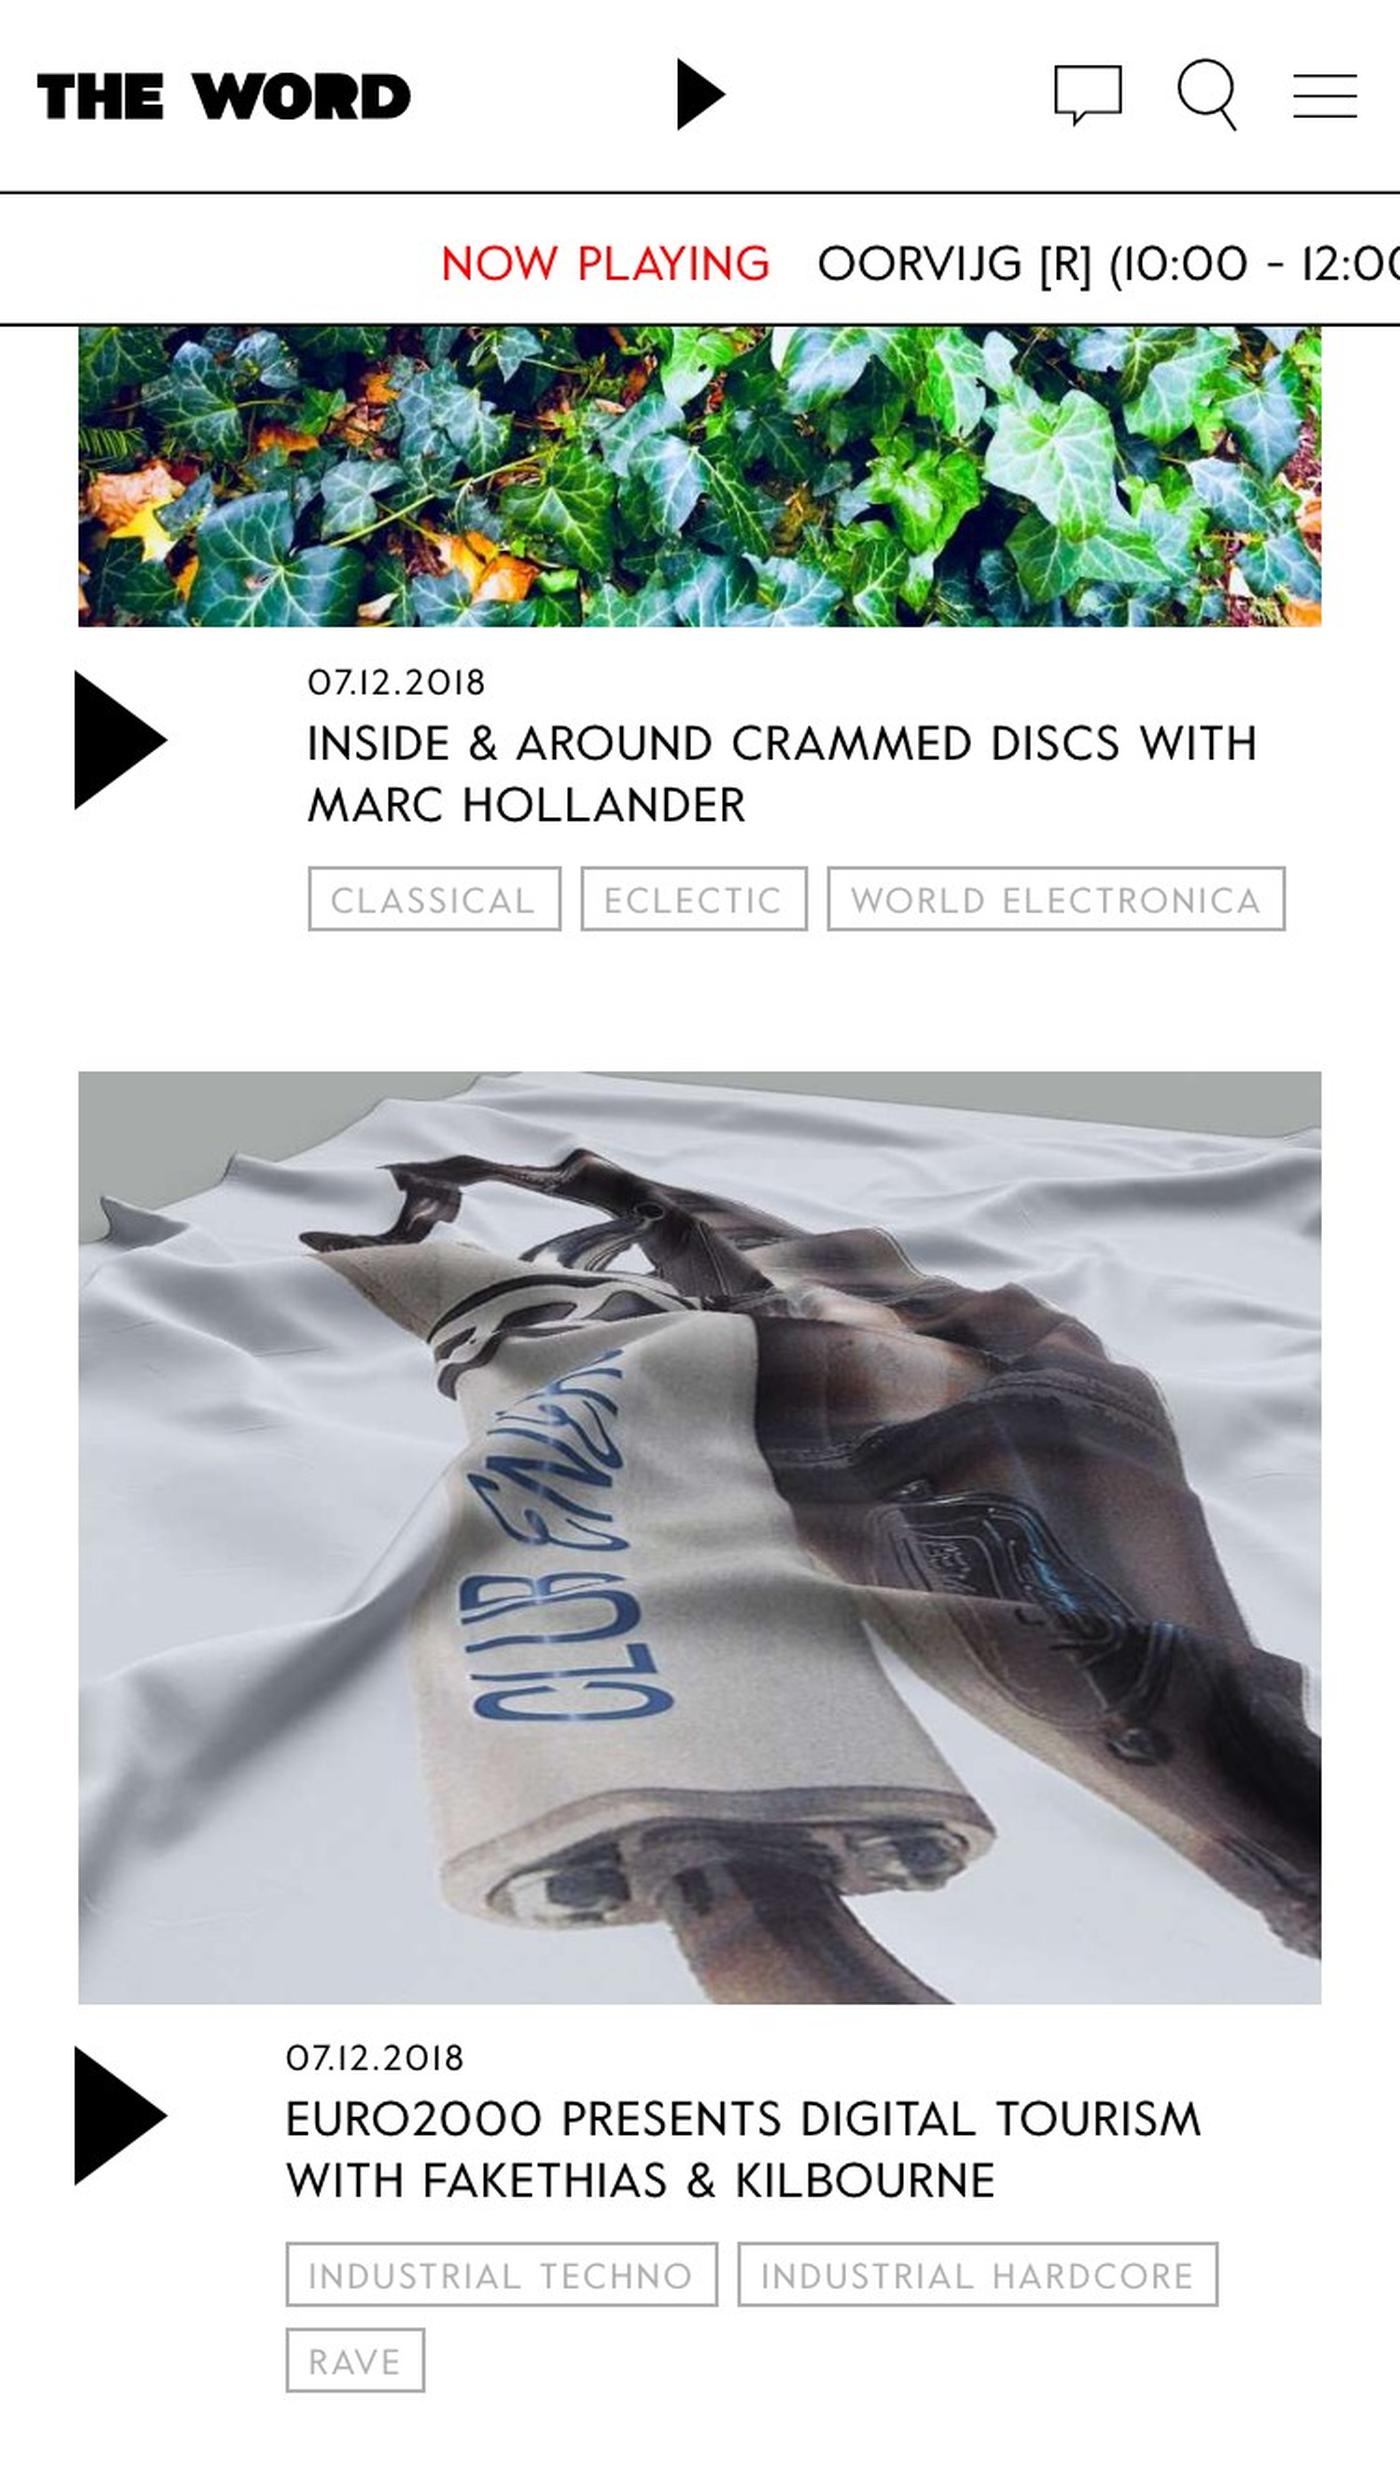 THE WORD
NOW PLAYING OORVIJG [R] (10:00 - 12:00
07.12.2018
INSIDE & AROUND CRAMMED DISCS WITH
MARC HOLLANDER
CLASSICAL ECLECTIC WORLD ELECTRONICA
CLUB
07.12.2018
EURO2000 PRESENTS DIGITAL TOURISM
WITH FAKETHIAS & KILBOURNE
INDUSTRIAL TECHNO INDUSTRIAL HARDCORE
RAVE